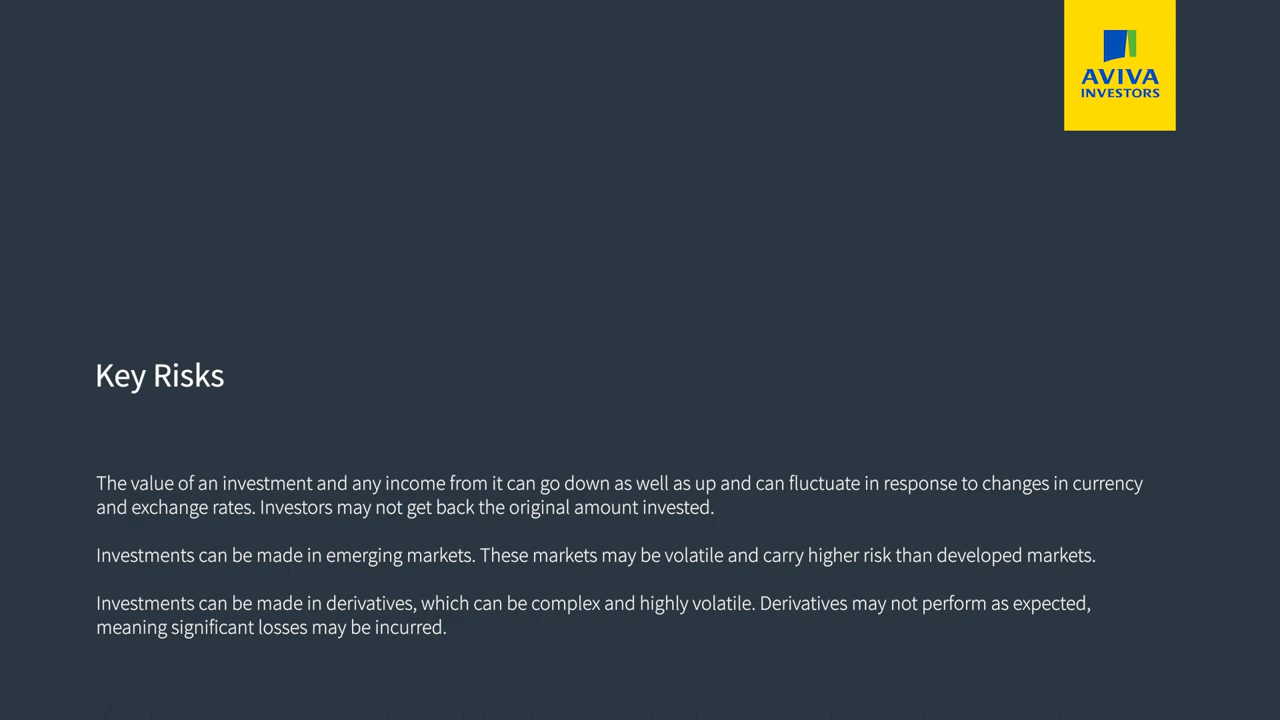 AVIVA
INVESTORS
Key Risks
The value of an investment and any income from it can go down as well as up and can fluctuate in response to changes in currency
and exchange rates. Investors may not get back the original amount invested.
Investments can be made in emerging markets. These markets may be volatile and carry higher risk than developed markets.
Investments can be made in derivatives, which can be complex and highly volatile. Derivatives may not perform as expected,
meaning significant losses may be incurred.